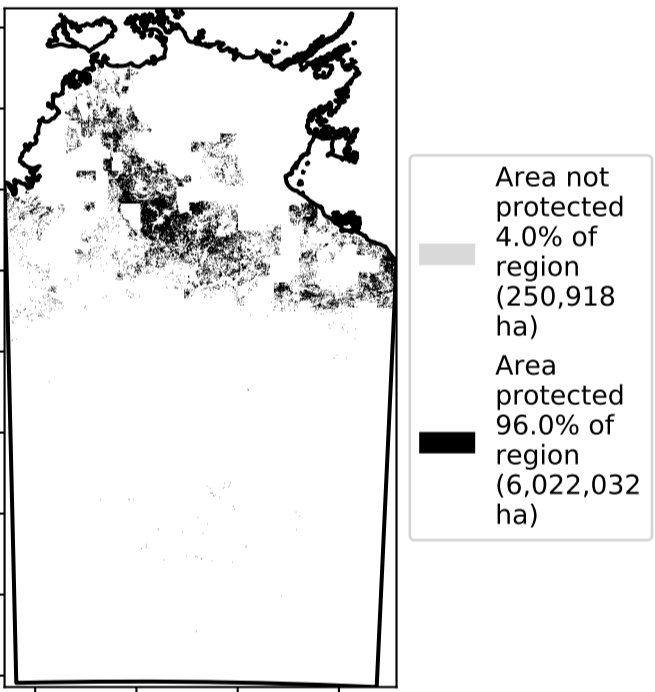 Area not
protected
4.0% of
region
(250,918
ha)
Area
protected
96.0% of
region
(6,022,032
ha)